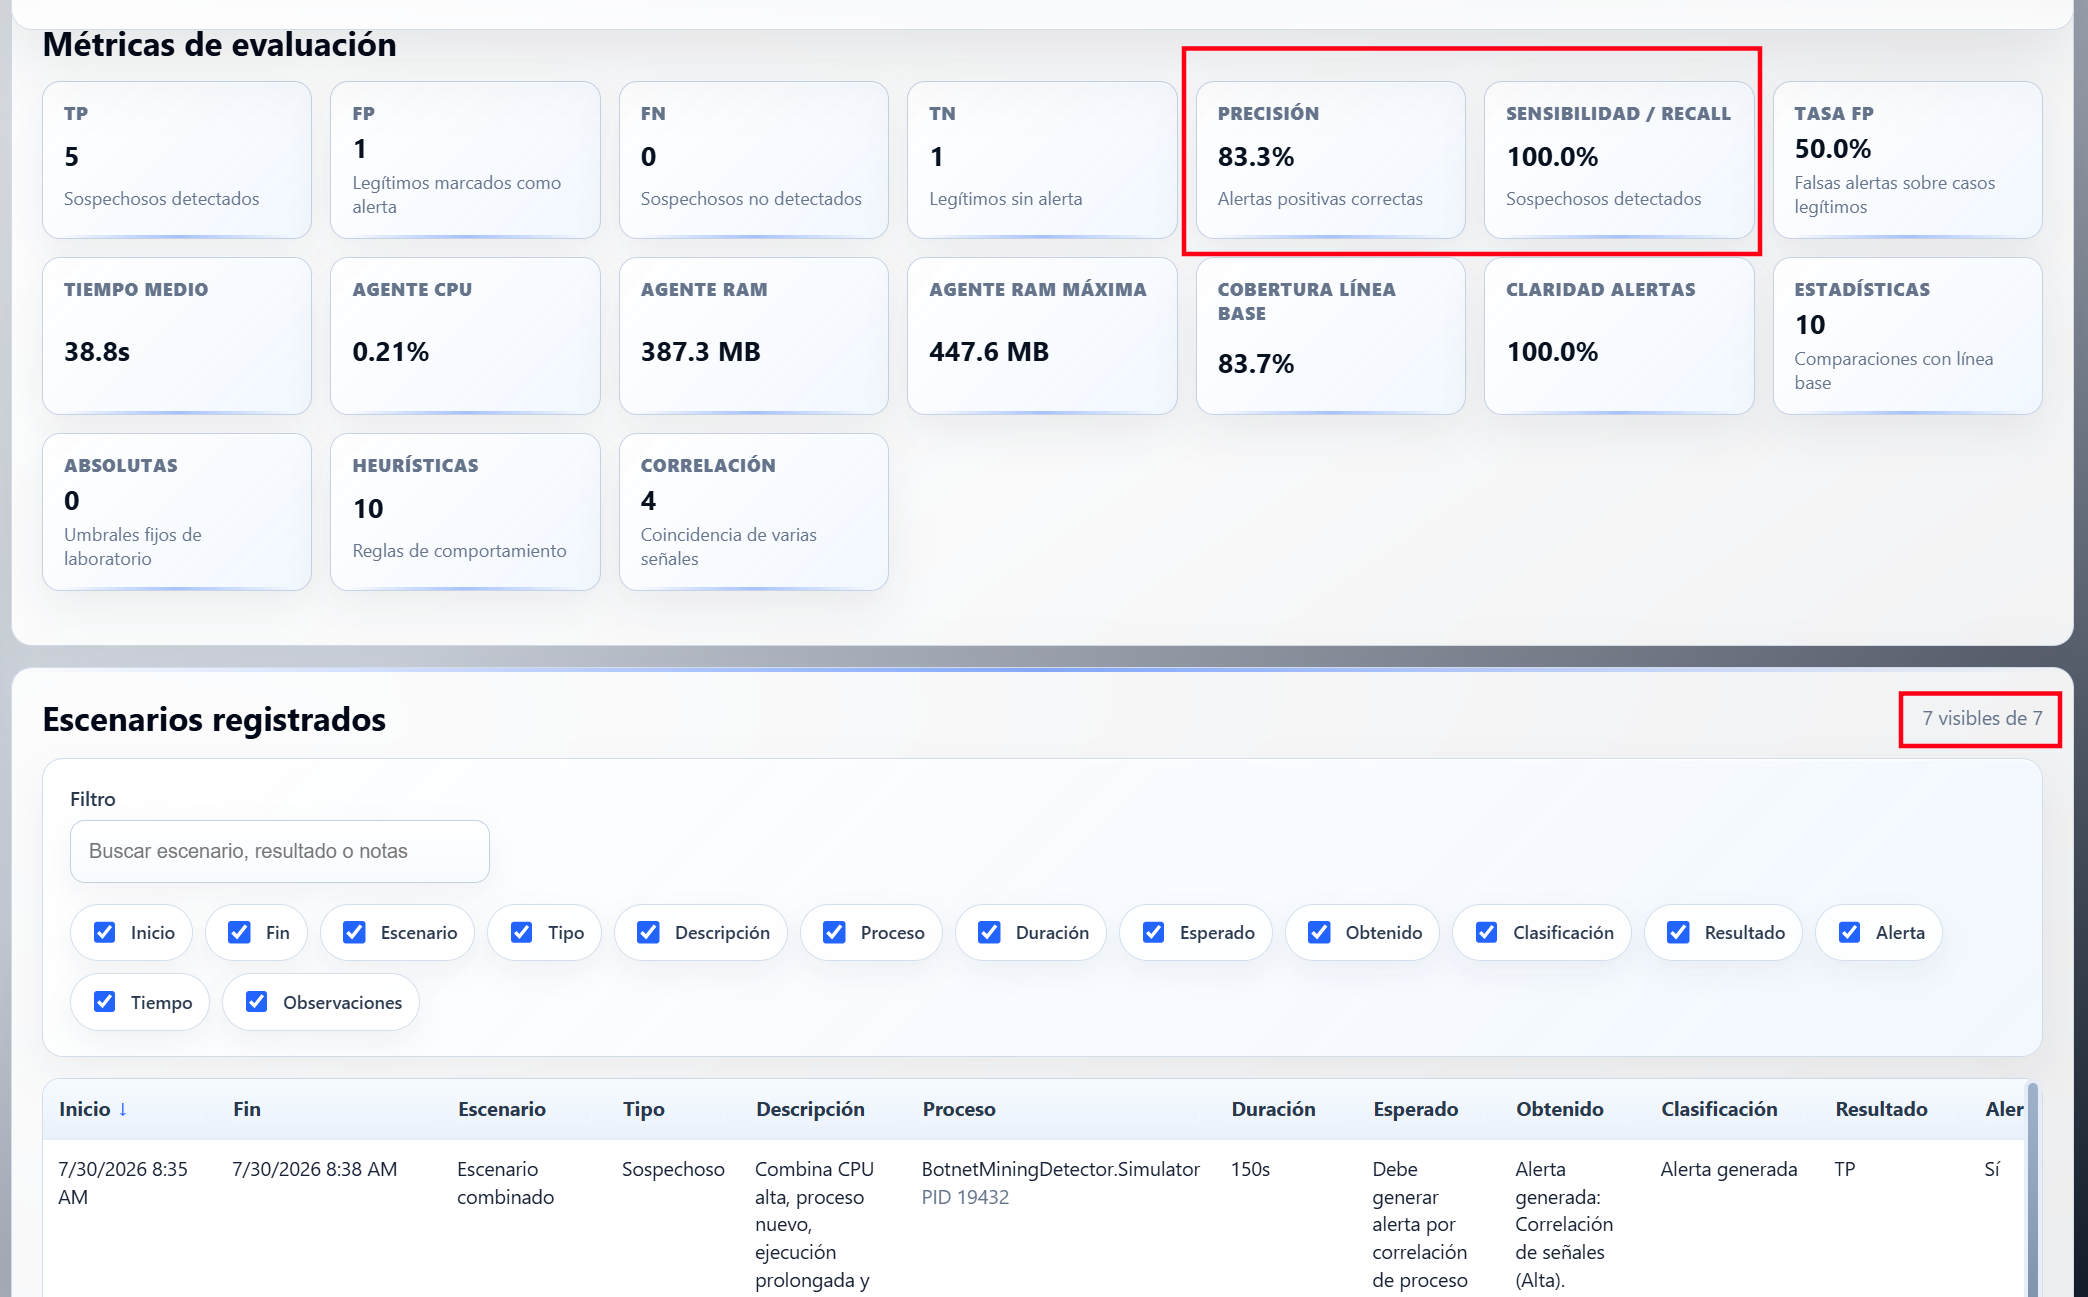 Métricas de evaluación
TP
5
Sospechosos detectados
FP
1
Legítimos marcados como
alerta
FN
0
Sospechosos no detectados
TN
1
Legítimos sin alerta
PRECISIÓN
83.3%
Alertas positivas correctas
SENSIBILIDAD / RECALL
100.0%
Sospechosos detectados
TASA FP
50.0%
Falsas alertas sobre casos
legítimos
TIEMPO MEDIO
38.8s
AGENTE CPU
0.21%
AGENTE RAM
387.3 MB
AGENTE RAM MÁXIMA
447.6 MB
COBERTURA LÍNEA
BASE
83.7%
CLARIDAD ALERTAS
100.0%
ESTADÍSTICAS
10
Comparaciones con línea
base
ABSOLUTAS
0
Umbrales fijos de
laboratorio
HEURÍSTICAS
10
Reglas de comportamiento
CORRELACIÓN
4
Coincidencia de varias
señales
Escenarios registrados
7 visibles de 7
Filtro
Buscar escenario, resultado o notas
Inicio
Fin
Escenario
Tipo
Descripción
Proceso
Duración
Esperado
Obtenido
Clasificación
Resultado
Alerta
Tiempo
Observaciones
Inicio ↓
Fin
Escenario
Tipo
Descripción
Proceso
Duración
Esperado
Obtenido
Clasificación
Resultado
Aler
7/30/2026 8:35
AM
7/30/2026 8:38 AM
Escenario
combinado
Sospechoso
Combina CPU
alta, proceso
nuevo,
ejecución
prolongada y
BotnetMiningDetector.Simulator
PID 19432
150s
Debe
generar
alerta por
correlación
de proceso
Alerta
generada:
Correlación
de señales
(Alta).
Alerta generada
TP
Sí